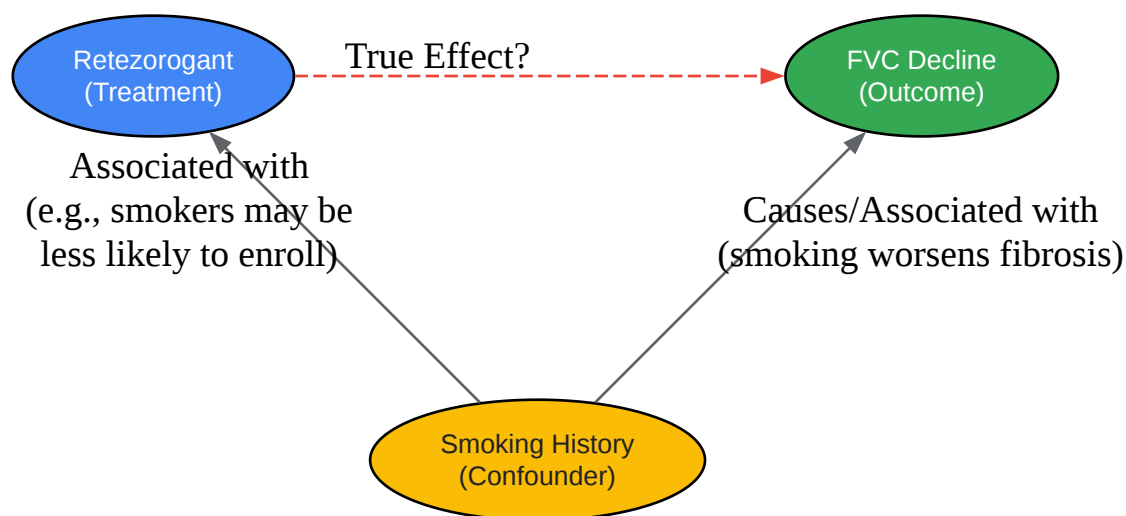 Retezorogant
(Treatment)
True Effect?
FVC Decline
(Outcome)
Associated with
(e.g., smokers may be
less likely to enroll)
Causes/Associated with
(smoking worsens fibrosis)
Smoking History
(Confounder)